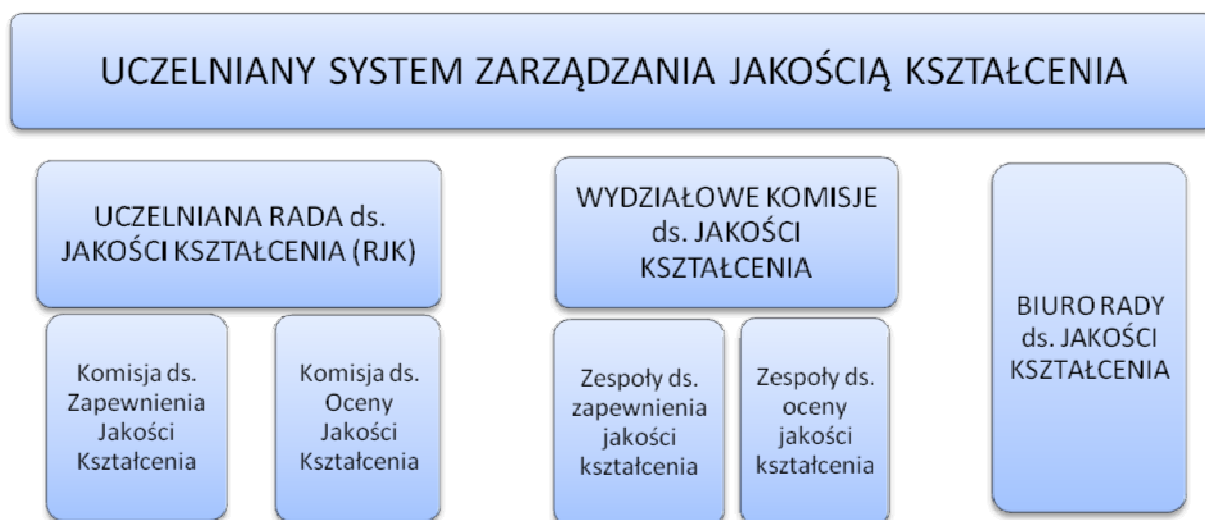 UCZELNIANY SYSTEM ZARZĄDZANIA JAKOŚCIĄ KSZTAŁCENIA
UCZELNIANA RADA ds.
JAKOŚCI KSZTAŁCENIA (RJK)
Komisja ds.
Zapewnienia
Jakości
Kształcenia
Komisja ds.
Oceny
Jakości
Kształcenia
WYDZIAŁOWE KOMISJE
ds. JAKOŚCI
KSZTAŁCENIA
Zespoły ds.
zapewnienia
jakości
kształcenia
Zespoły ds.
oceny
jakości
kształcenia
BIURO RADY
ds. JAKOŚCI
KSZTAŁCENIA